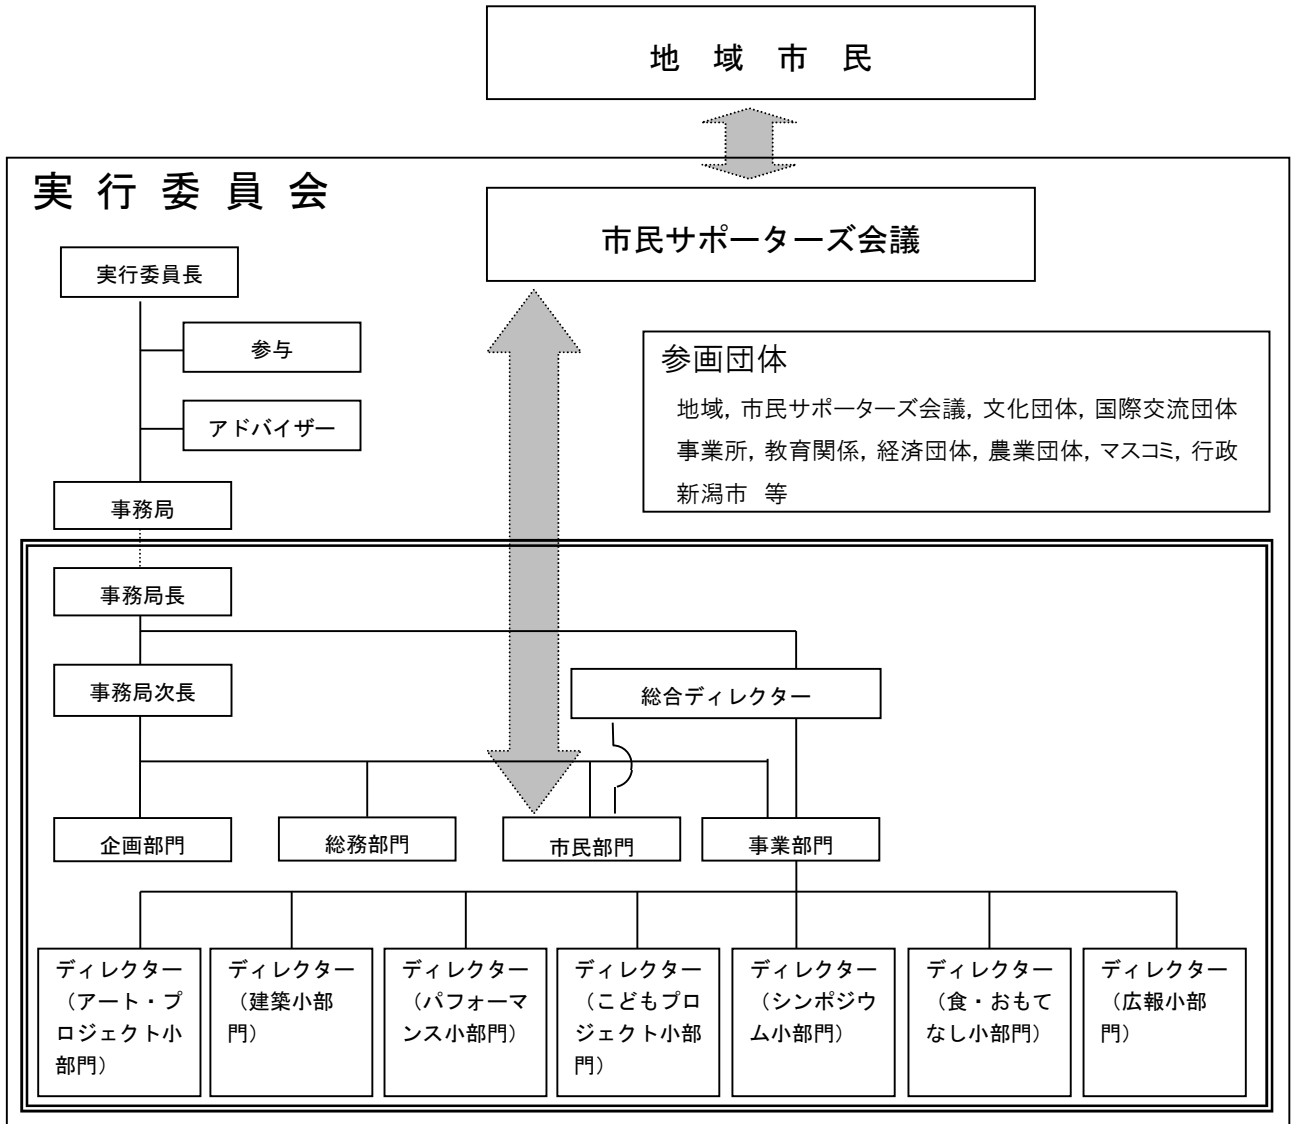 地　域　市　民
実 行 委 員 会
市民サポーターズ会議
実行委員長
参与
アドバイザー
事務局
参画団体
地域，市民サポーターズ会議，文化団体，国際交流団体
事業所，教育関係，経済団体，農業団体，マスコミ，行政
新潟市　等
事務局長
事務局次長
総合ディレクター
企画部門
総務部門
市民部門
事業部門
ディレクター
（アート・プ
ロジェクト小
部門）
ディレクター
（建築小部
門）
ディレクター
（パフォーマ
ンス小部門）
ディレクター
（こどもプロ
ジェクト小部
門）
ディレクター
（シンポジウ
ム小部門）
ディレクター
（食・おもて
なし小部門）
ディレクター
（広報小部
門）